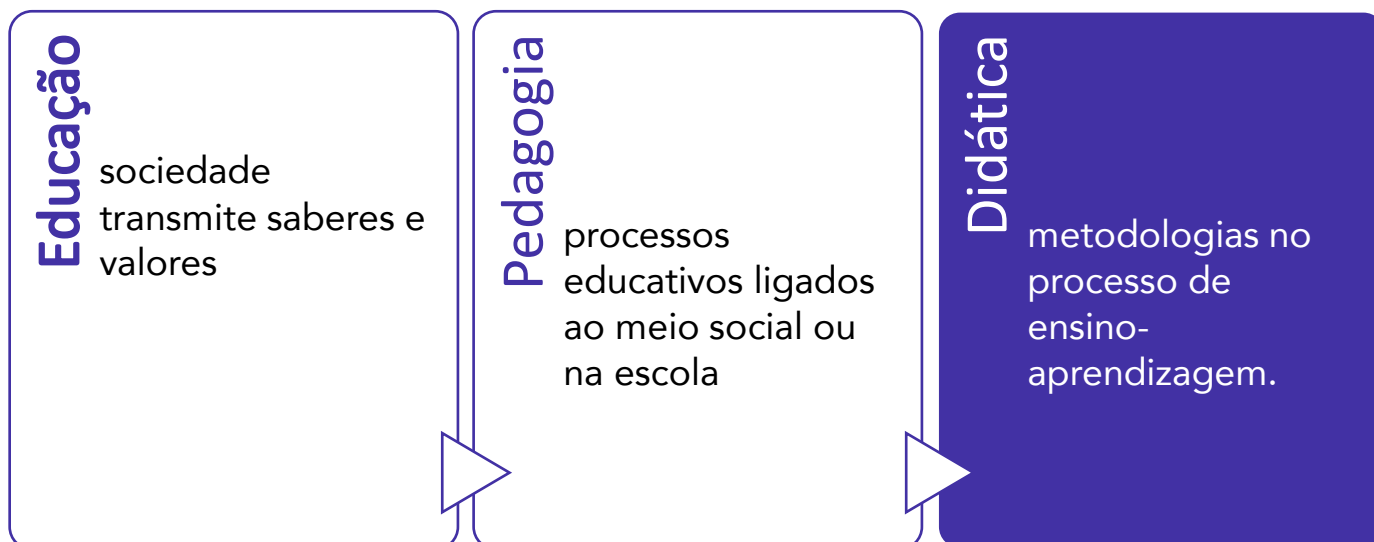 Educação
sociedade
transmite saberes e
valores
Pedagogia
processos
educativos ligados
ao meio social ou
na escola
Didática
metodologias no
processo de
ensino-
aprendizagem.